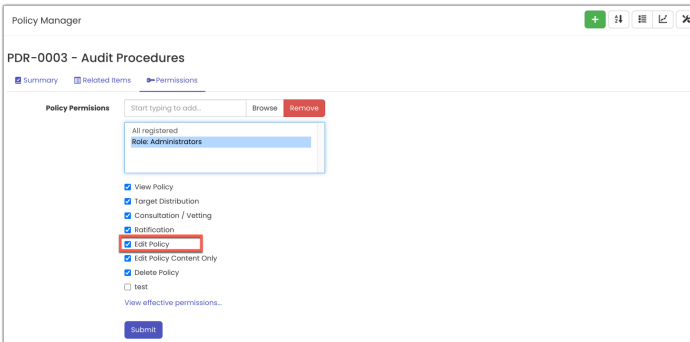 Policy Manager
PDR-0003 - Audit Procedures
Summary Related Items Permissions
Policy Permisions Start typing to add... Browse Remove
All registered
Role: Administrators
View Policy
Target Distribution
Consultation / Vetting
Ratification
Edit Policy
Edit Policy Content Only
Delete Policy
test
View effective permissions...
Submit